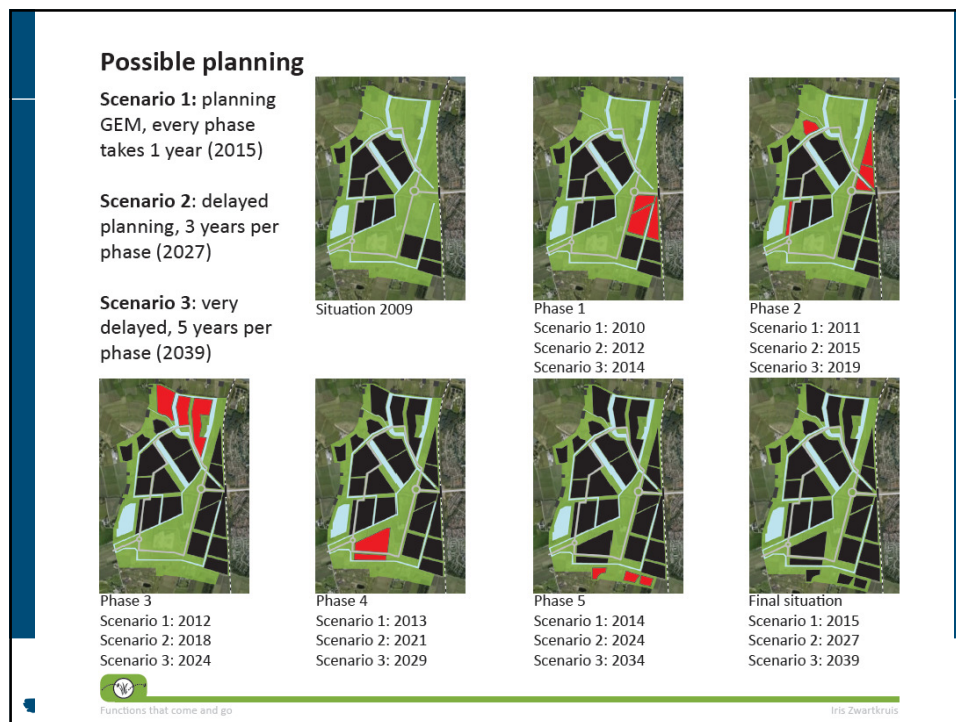 Possible planning
Scenario 1: planning
GEM, every phase
takes 1 year (2015)
Scenario 2: delayed
planning, 3 years per
phase (2027)
Scenario 3: very
delayed, 5 years per
phase (2039)
Situation 2009
Phase 1
Scenario 1: 2010
Scenario 2: 2012
Scenario 3: 2014
Phase 2
Scenario 1: 2011
Scenario 2: 2015
Scenario 3: 2019
Phase 3
Scenario 1: 2012
Scenario 2: 2018
Scenario 3: 2024
Phase 4
Scenario 1: 2013
Scenario 2: 2021
Scenario 3: 2029
Phase 5
Scenario 1: 2014
Scenario 2: 2024
Scenario 3: 2034
Final situation
Scenario 1: 2015
Scenario 2: 2027
Scenario 3: 2039
Functions that come and go
Iris Zwartkruis